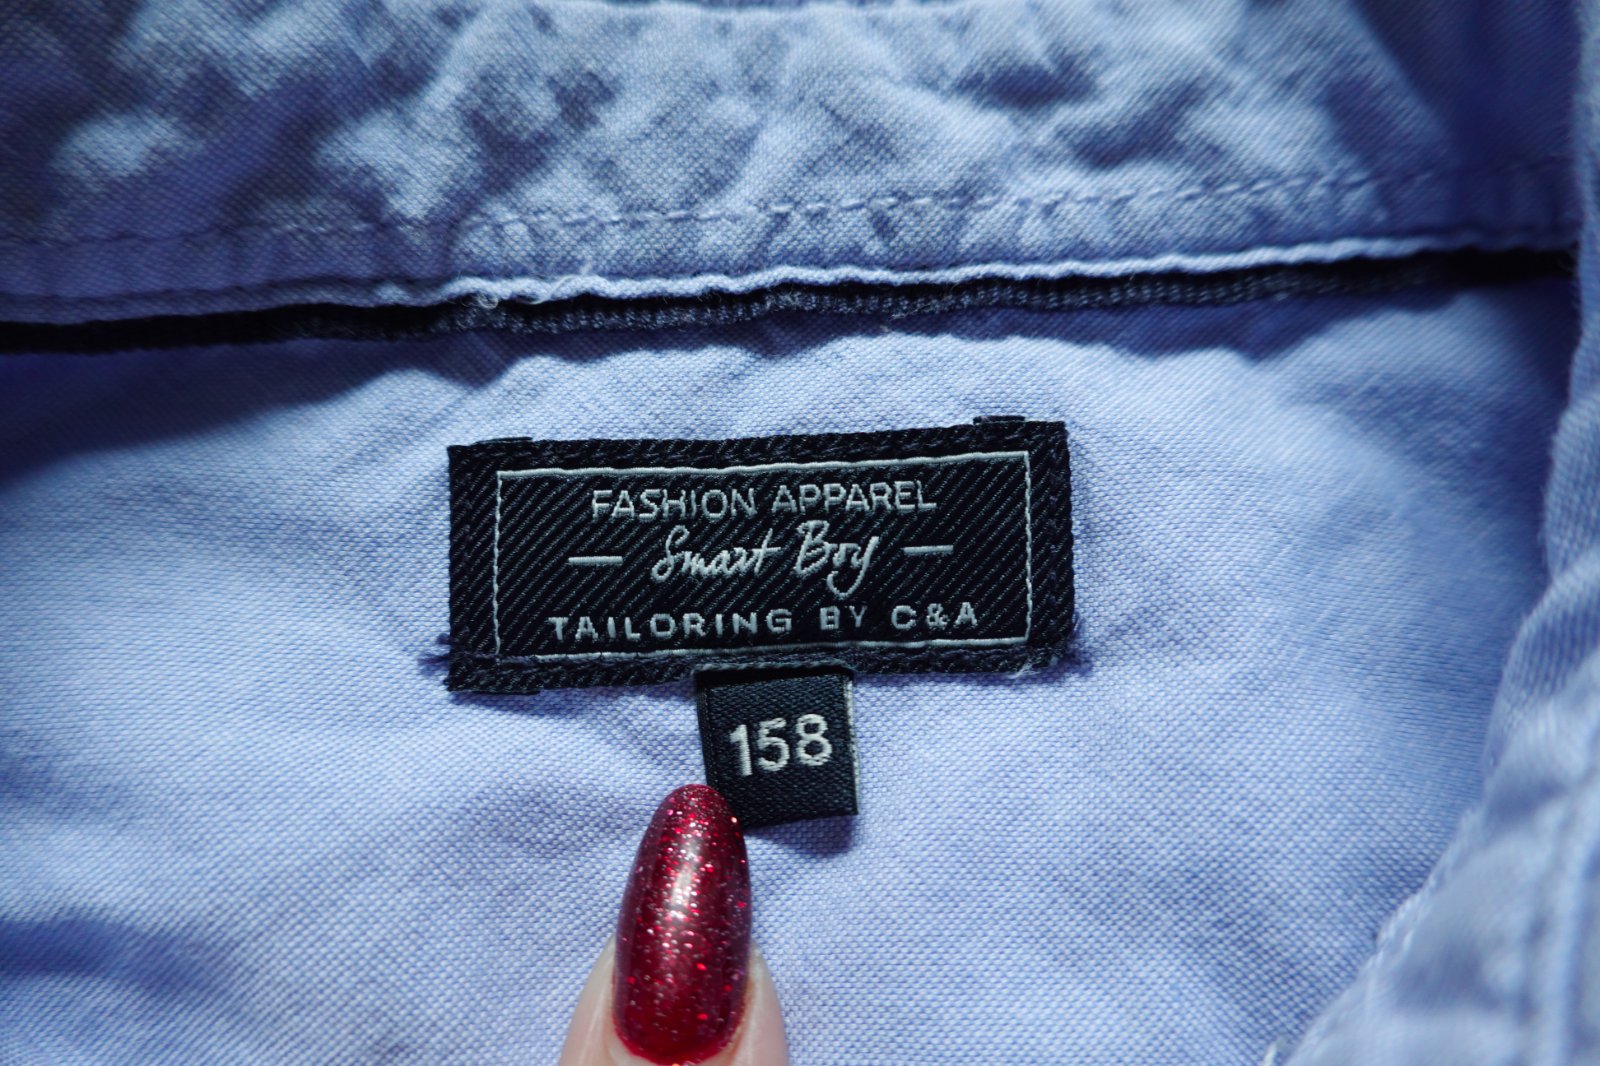 FASHION APPAREL
— Smart Boy —
TAILORING BY C&A
158